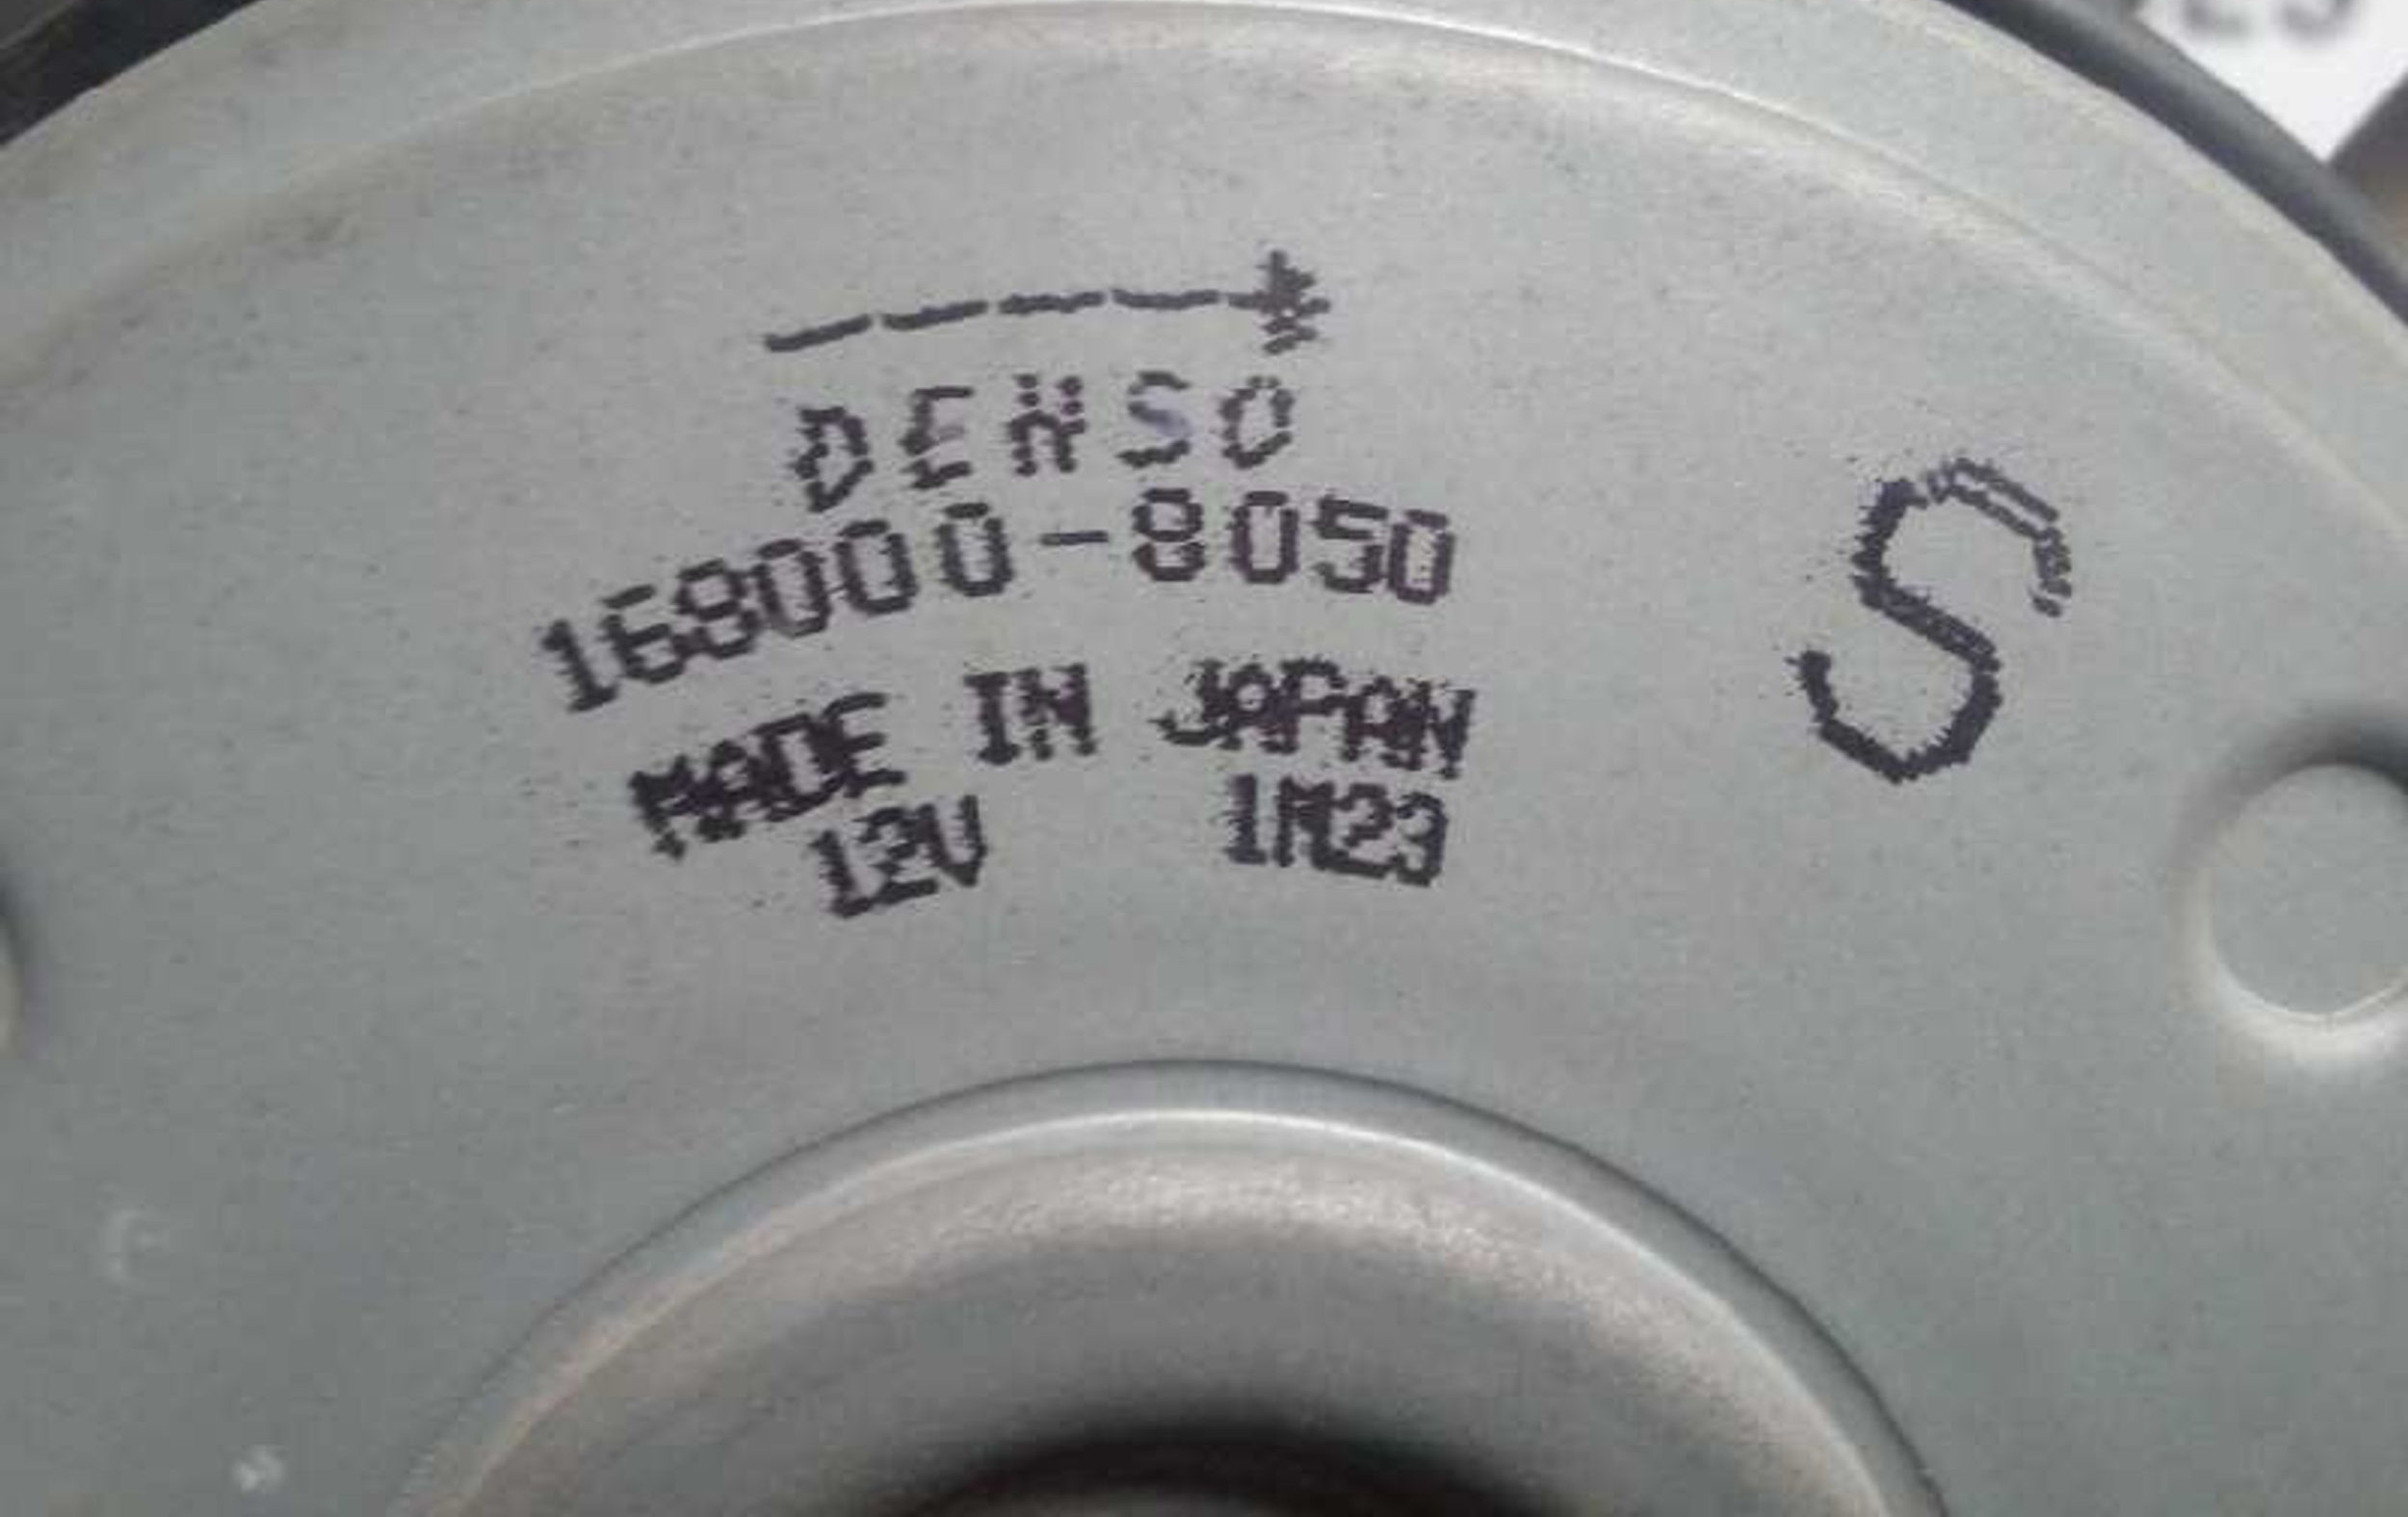 DENSO
168000-8050
MADE IN JAPAN
12V 1M23
S